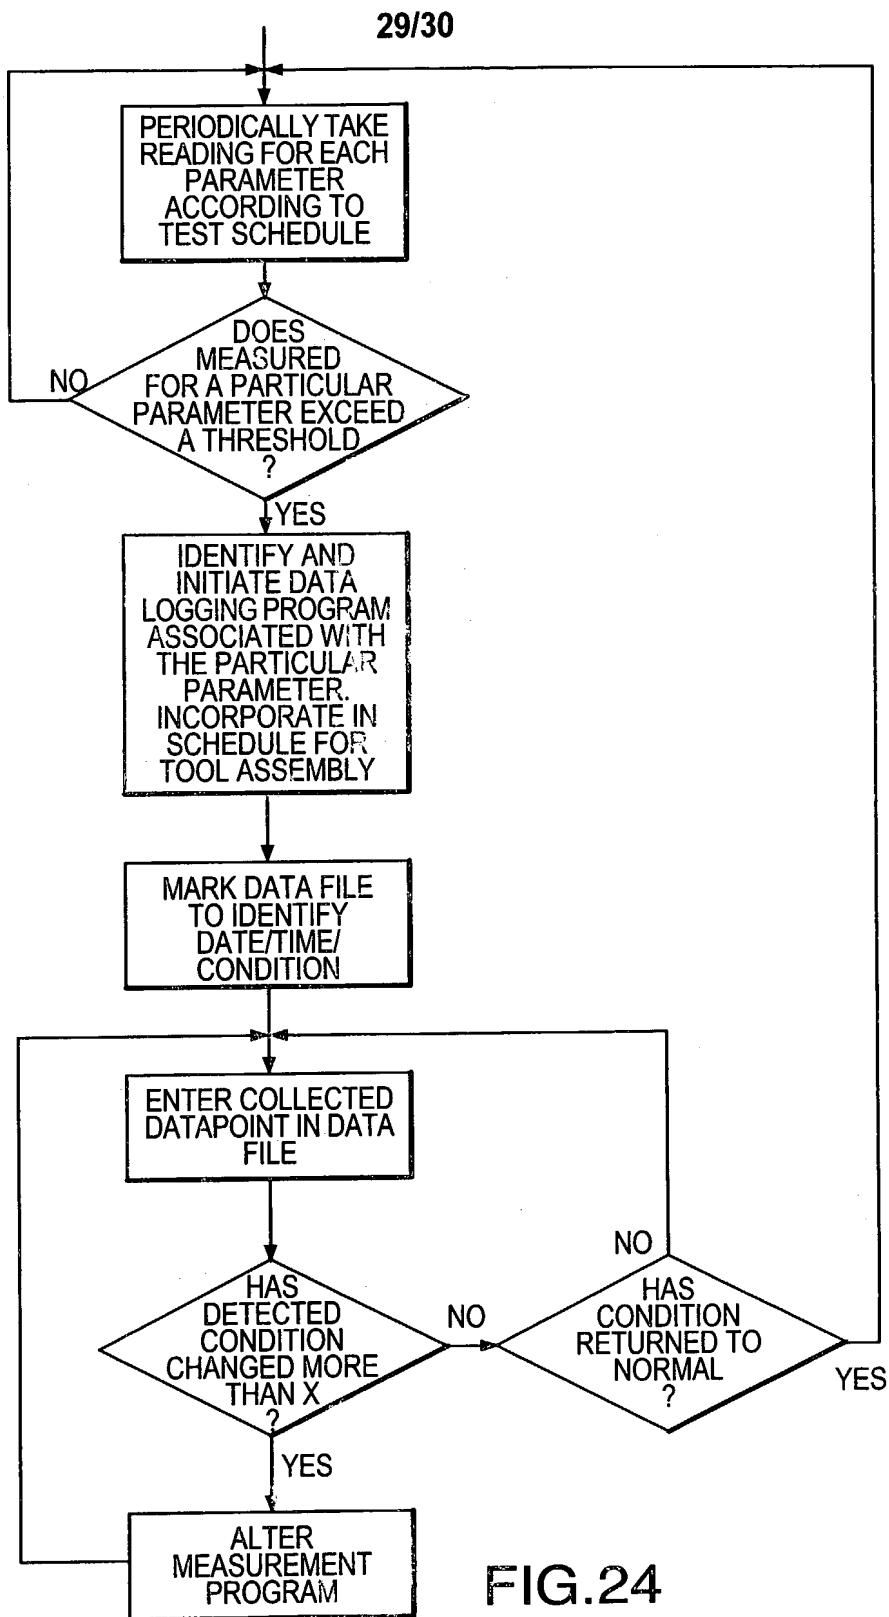 29/30
PERIODICALLY TAKE
READING FOR EACH
PARAMETER
ACCORDING TO
TEST SCHEDULE
DOES
MEASURED
FOR A PARTICULAR
PARAMETER EXCEED
A THRESHOLD
?
NO
YES
IDENTIFY AND
INITIATE DATA
LOGGING PROGRAM
ASSOCIATED WITH
THE PARTICULAR
PARAMETER.
INCORPORATE IN
SCHEDULE FOR
TOOL ASSEMBLY
MARK DATA FILE
TO IDENTIFY
DATE/TIME/
CONDITION
ENTER COLLECTED
DATAPOINT IN DATA
FILE
HAS
DETECTED
CONDITION
CHANGED MORE
THAN X
?
NO
NO
HAS
CONDITION
RETURNED TO
NORMAL
?
YES
YES
ALTER
MEASUREMENT
PROGRAM
FIG.24